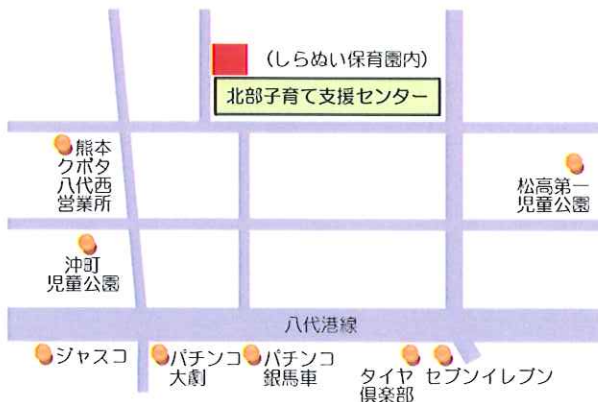 (しらぬい保育園内)
北部子育て支援センター
熊本
クボタ
八代西
営業所
松高第一
児童公園
沖町
児童公園
八代港線
ジャスコ
パチンコ
大劇
パチンコ
銀馬車
タイヤ
倶楽部
セブンイレブン